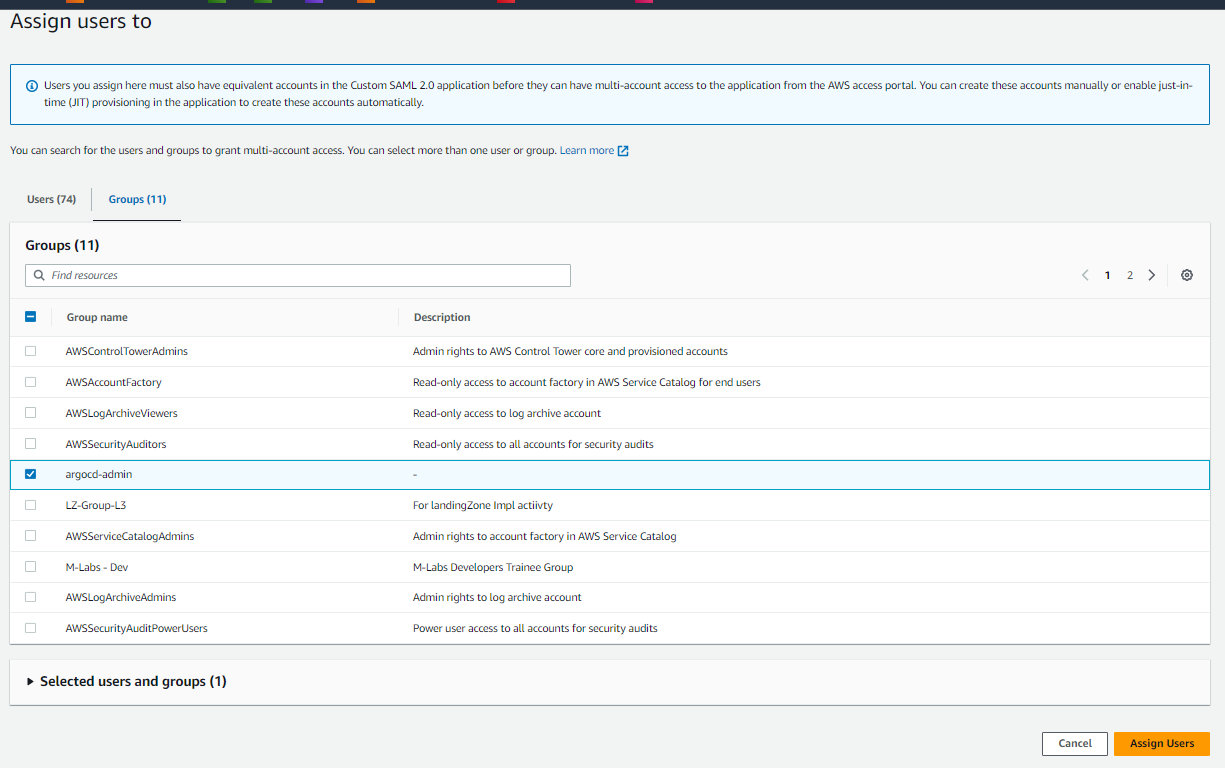 Assign users to
Users you assign here must also have equivalent accounts in the Custom SAML 2.0 application before they can have multi-account access to the application from the AWS access portal. You can create these accounts manually or enable just-in-
time (JIT) provisioning in the application to create these accounts automatically.
You can search for the users and groups to grant multi-account access. You can select more than one user or group. Learn more
Users (74) Groups (11)
Groups (11)
Find resources 1 2
Group name Description
AWSControlTowerAdmins Admin rights to AWS Control Tower core and provisioned accounts
AWSAccountFactory Read-only access to account factory in AWS Service Catalog for end users
AWSLogArchiveViewers Read-only access to log archive account
AWSSecurityAuditors Read-only access to all accounts for security audits
argocd-admin -
LZ-Group-L3 For landingZone Impl actiivty
AWSServiceCatalogAdmins Admin rights to account factory in AWS Service Catalog
M-Labs - Dev M-Labs Developers Trainee Group
AWSLogArchiveAdmins Admin rights to log archive account
AWSSecurityAuditPowerUsers Power user access to all accounts for security audits
Selected users and groups (1)
Cancel Assign Users